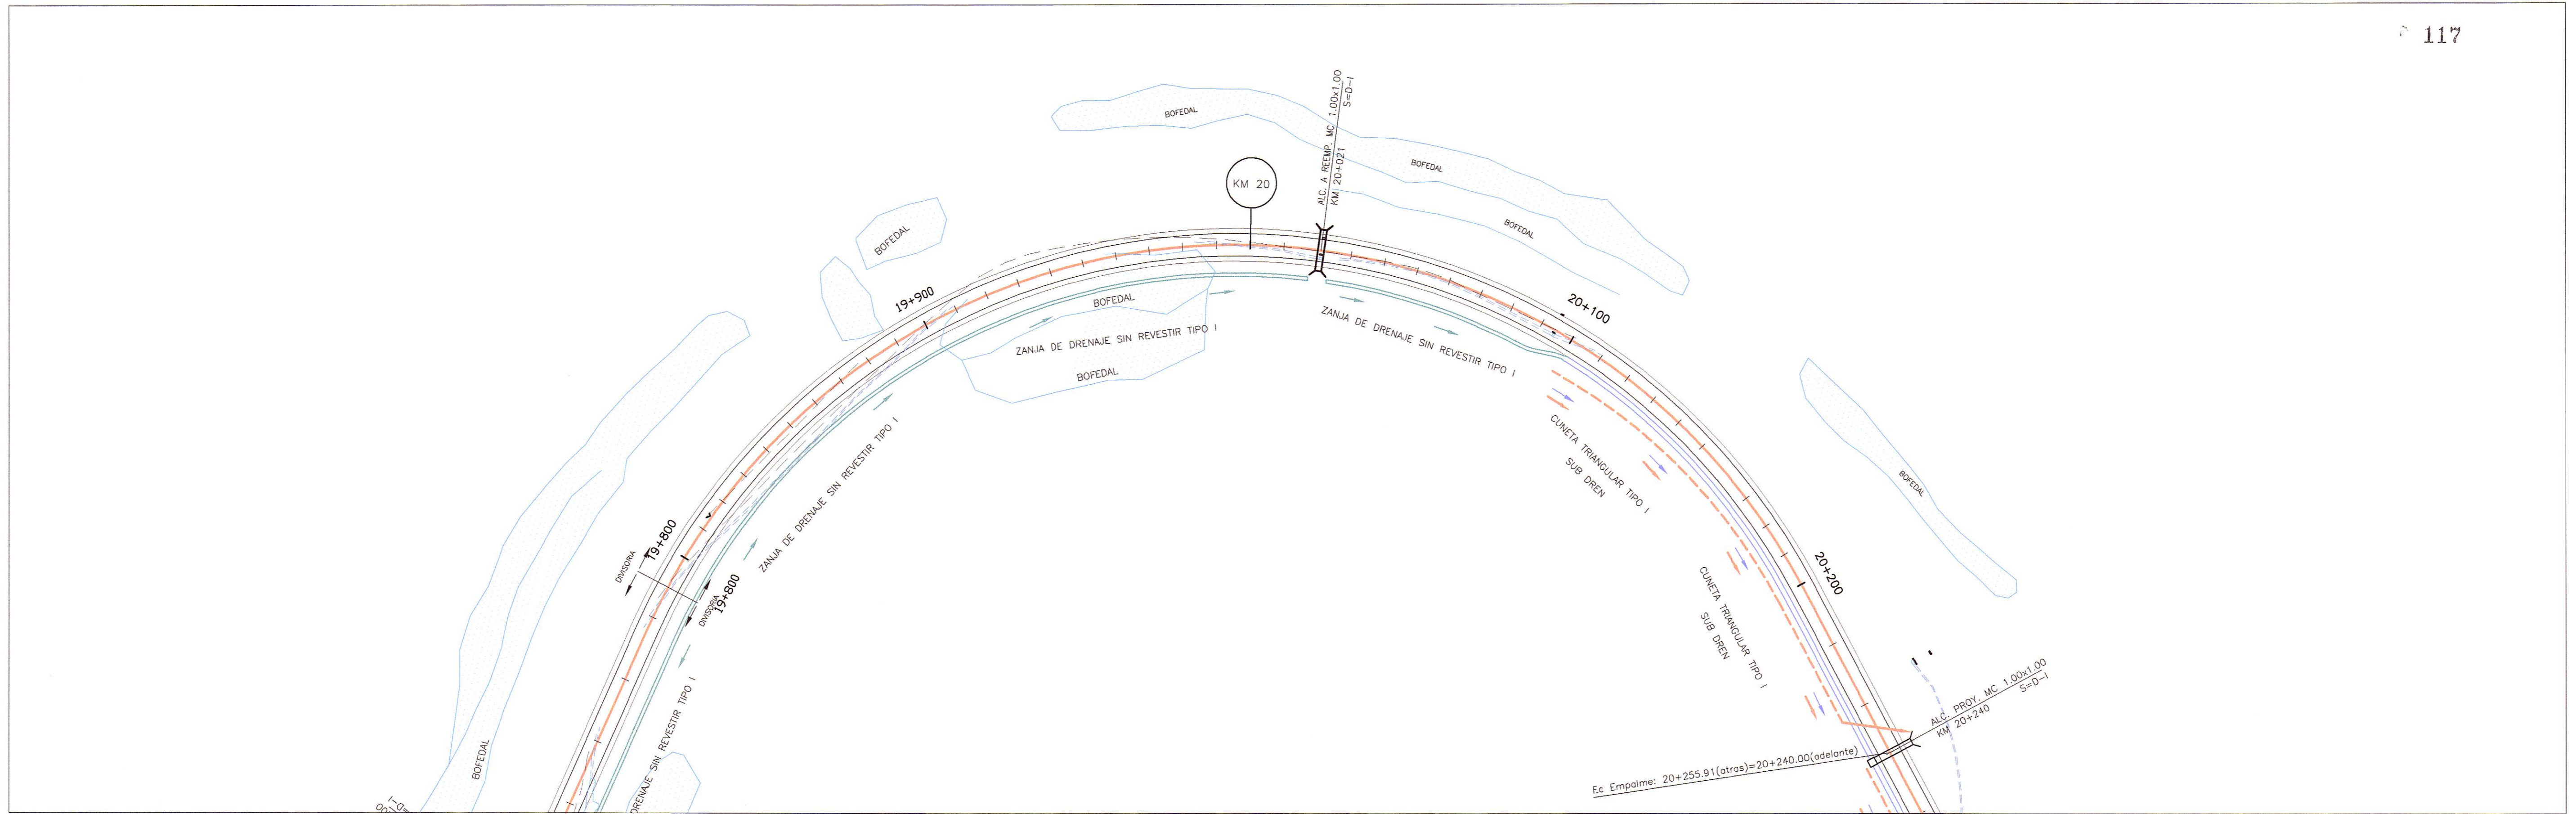 117
BOFEDAL
ALC. A REEMP. MC 1.00x1.00
S=D-I
KM 20+021
BOFEDAL
KM 20
BOFEDAL
BOFEDAL
19+900
BOFEDAL
20+100
ZANJA DE DRENAJE SIN REVESTIR TIPO I
ZANJA DE DRENAJE SIN REVESTIR TIPO I
BOFEDAL
ZANJA DE DRENAJE SIN REVESTIR TIPO I
CUNETA TRIANGULAR TIPO I
SUB DREN
BOFEDAL
19+800
DIVISORIA
19+800
DIVISORIA
20+200
CUNETA TRIANGULAR TIPO I
SUB DREN
ALC. PROY. MC 1.00x1.00
S=D-I
KM 20+240
DRENAJE SIN REVESTIR TIPO I
BOFEDAL
Ec Empalme: 20+255.91(atras)=20+240.00(adelante)
=D-I